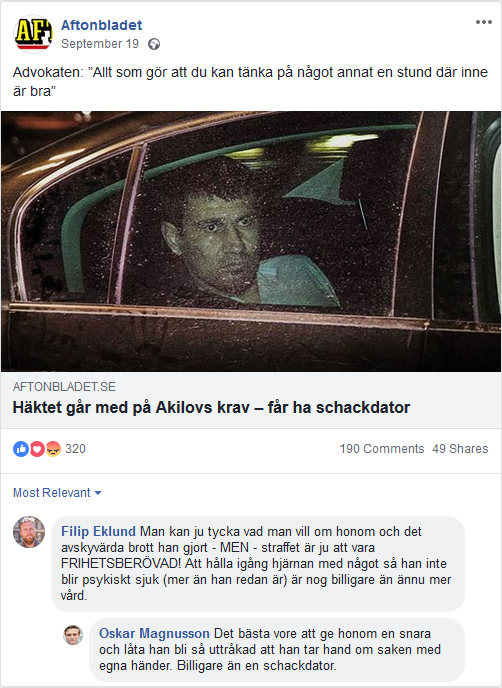 AF
Aftonbladet
September 19
Advokaten: ”Allt som gör att du kan tänka på något annat en stund där inne
är bra”
AFTONBLADET.SE
Häktet går med på Akilovs krav – får ha schackdator
320
190 Comments 49 Shares
Most Relevant
Filip Eklund Man kan ju tycka vad man vill om honom och det
avskyvärda brott han gjort - MEN - straffet är ju att vara
FRIHETSBERÖVAD! Att hålla igång hjärnan med något så han inte
blir psykiskt sjuk (mer än han redan är) är nog billigare än ännu mer
vård.
Oskar Magnusson Det bästa vore att ge honom en snara
och låta han bli så uttråkad att han tar hand om saken med
egna händer. Billigare än en schackdator.